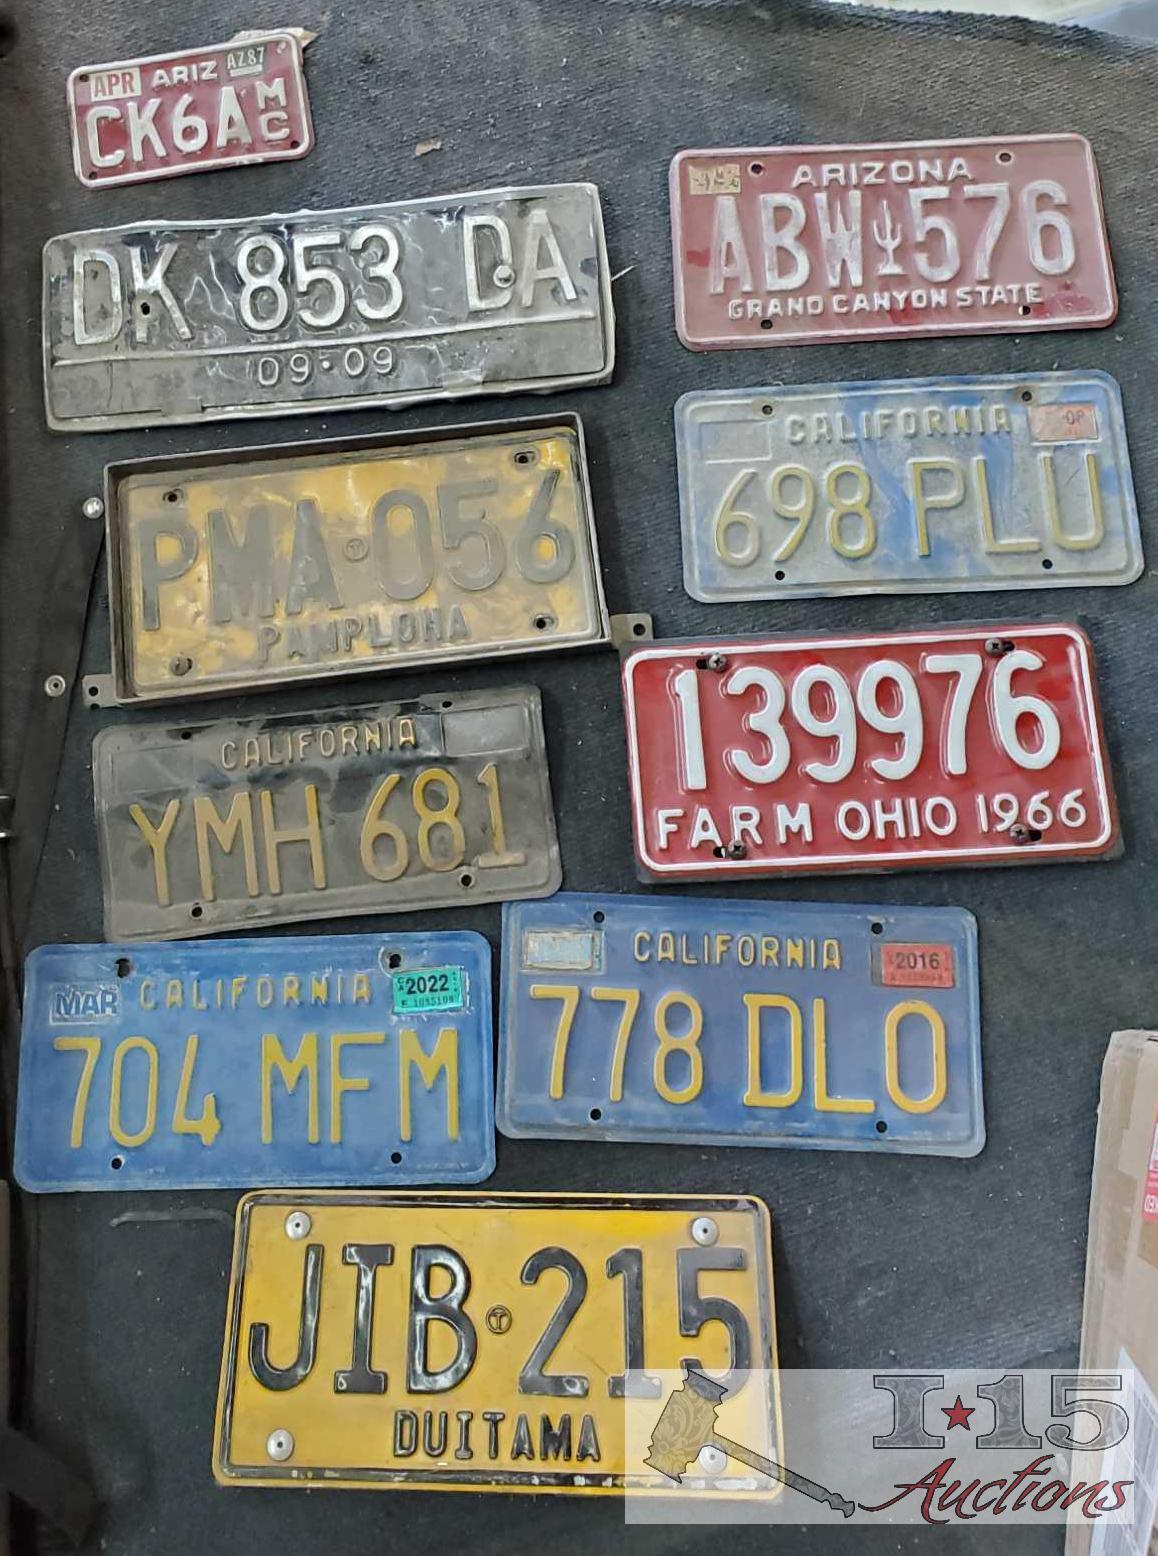 APR ARIZ AZ87
CK6A MC
DK 853 DA
09·09
ARIZONA
ABW 576
GRAND CANYON STATE
PMA T 056
PAMPLONA
CALIFORNIA
698 PLU
CALIFORNIA
YMH 681
139976
FARM OHIO 1966
MAR CALIFORNIA 2022
704 MFM
CALIFORNIA 2016
778 DLO
JIB T 215
DUITAMA
I★15
Auctions